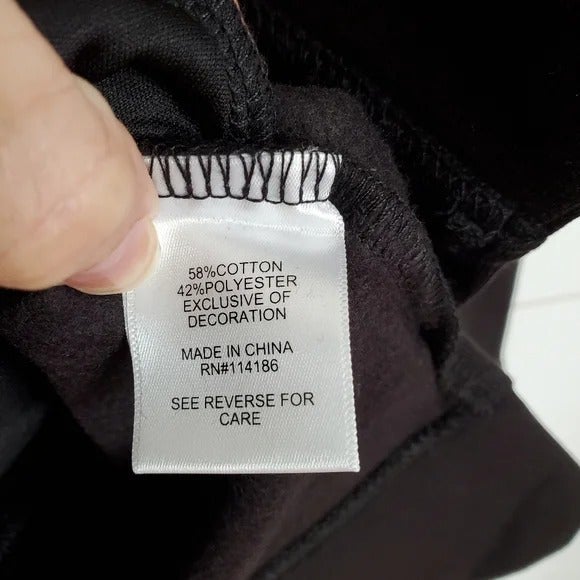 58%COTTON
42%POLYESTER
EXCLUSIVE OF
DECORATION
MADE IN CHINA
RN#114186
SEE REVERSE FOR
CARE